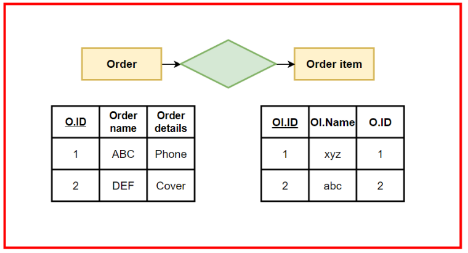 Order
Order item
O.ID Order name Order details
1 ABC Phone
2 DEF Cover
OI.ID OI.Name O.ID
1 xyz 1
2 abc 2